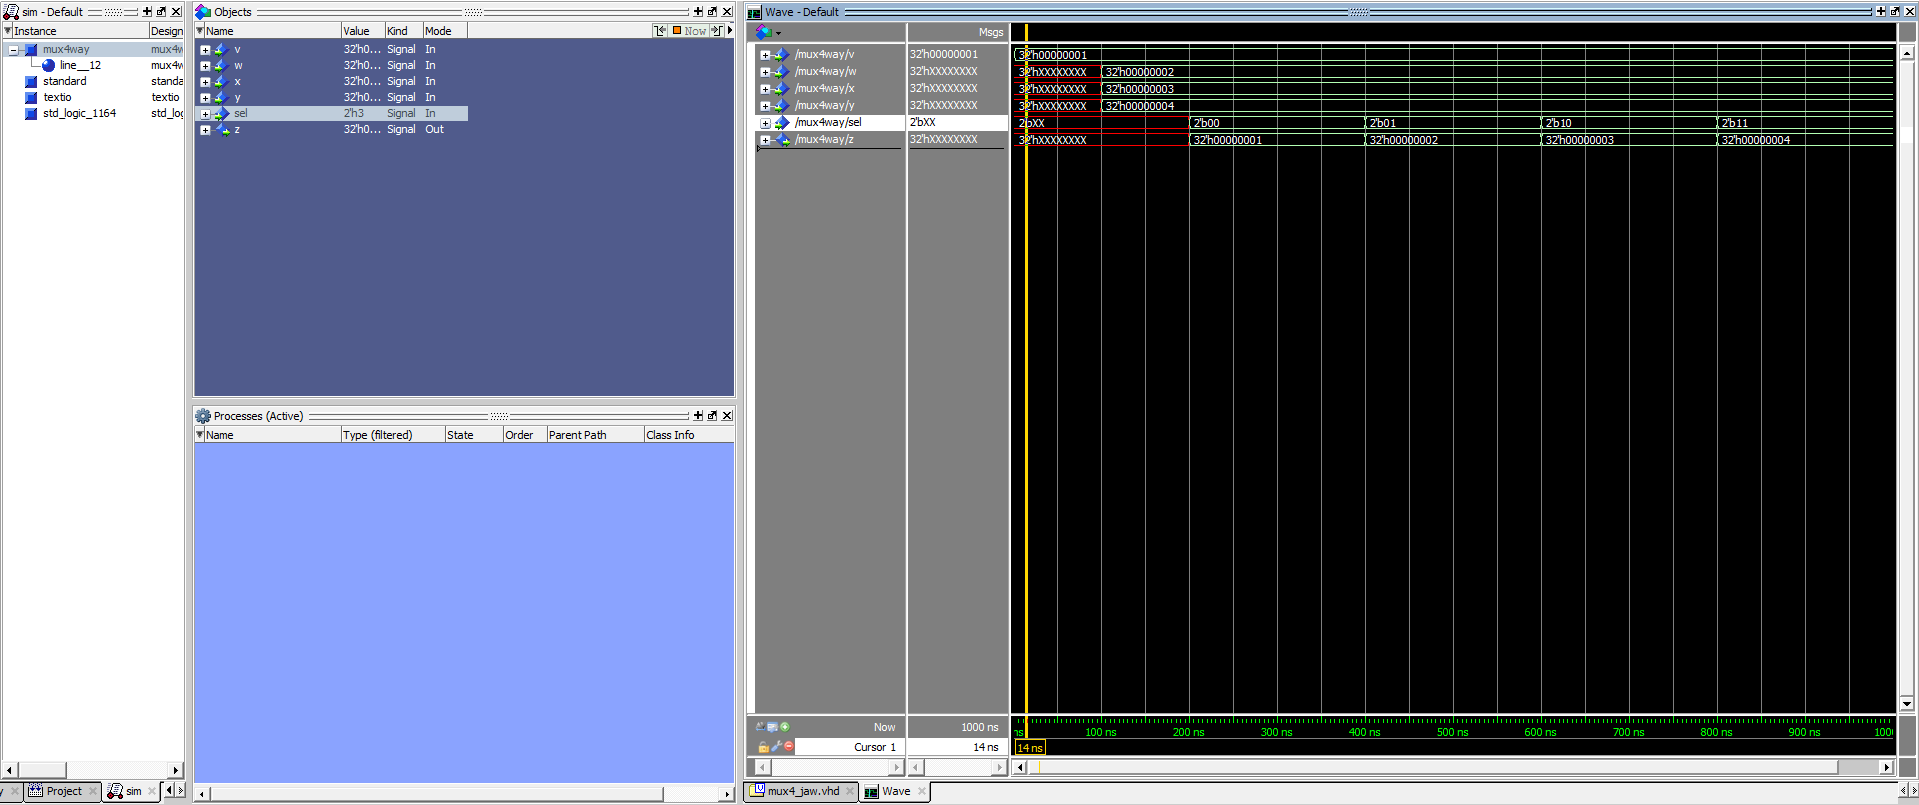 sim - Default
Instance Design
mux4way mux4w
line__12 mux4w
standard standa
textio textio
std_logic_1164 std_log
y Project sim
Objects
Name Value Kind Mode Now
v 32'h0... Signal In
w 32'h0... Signal In
x 32'h0... Signal In
y 32'h0... Signal In
sel 2'h3 Signal In
z 32'h0... Signal Out
Processes (Active)
Name Type (filtered) State Order Parent Path Class Info
Wave - Default
Msgs
/mux4way/v 32'h00000001 32'h00000001
/mux4way/w 32'hXXXXXXXX 32'hXXXXXXXX 32'h00000002
/mux4way/x 32'hXXXXXXXX 32'hXXXXXXXX 32'h00000003
/mux4way/y 32'hXXXXXXXX 32'hXXXXXXXX 32'h00000004
/mux4way/sel 2'bXX 2'bXX 2'b00 2'b01 2'b10 2'b11
/mux4way/z 32'hXXXXXXXX 32'hXXXXXXXX 32'h00000001 32'h00000002 32'h00000003 32'h00000004
Now 1000 ns ns 100 ns 200 ns 300 ns 400 ns 500 ns 600 ns 700 ns 800 ns 900 ns 1000
Cursor 1 14 ns 14 ns
mux4_jaw.vhd Wave